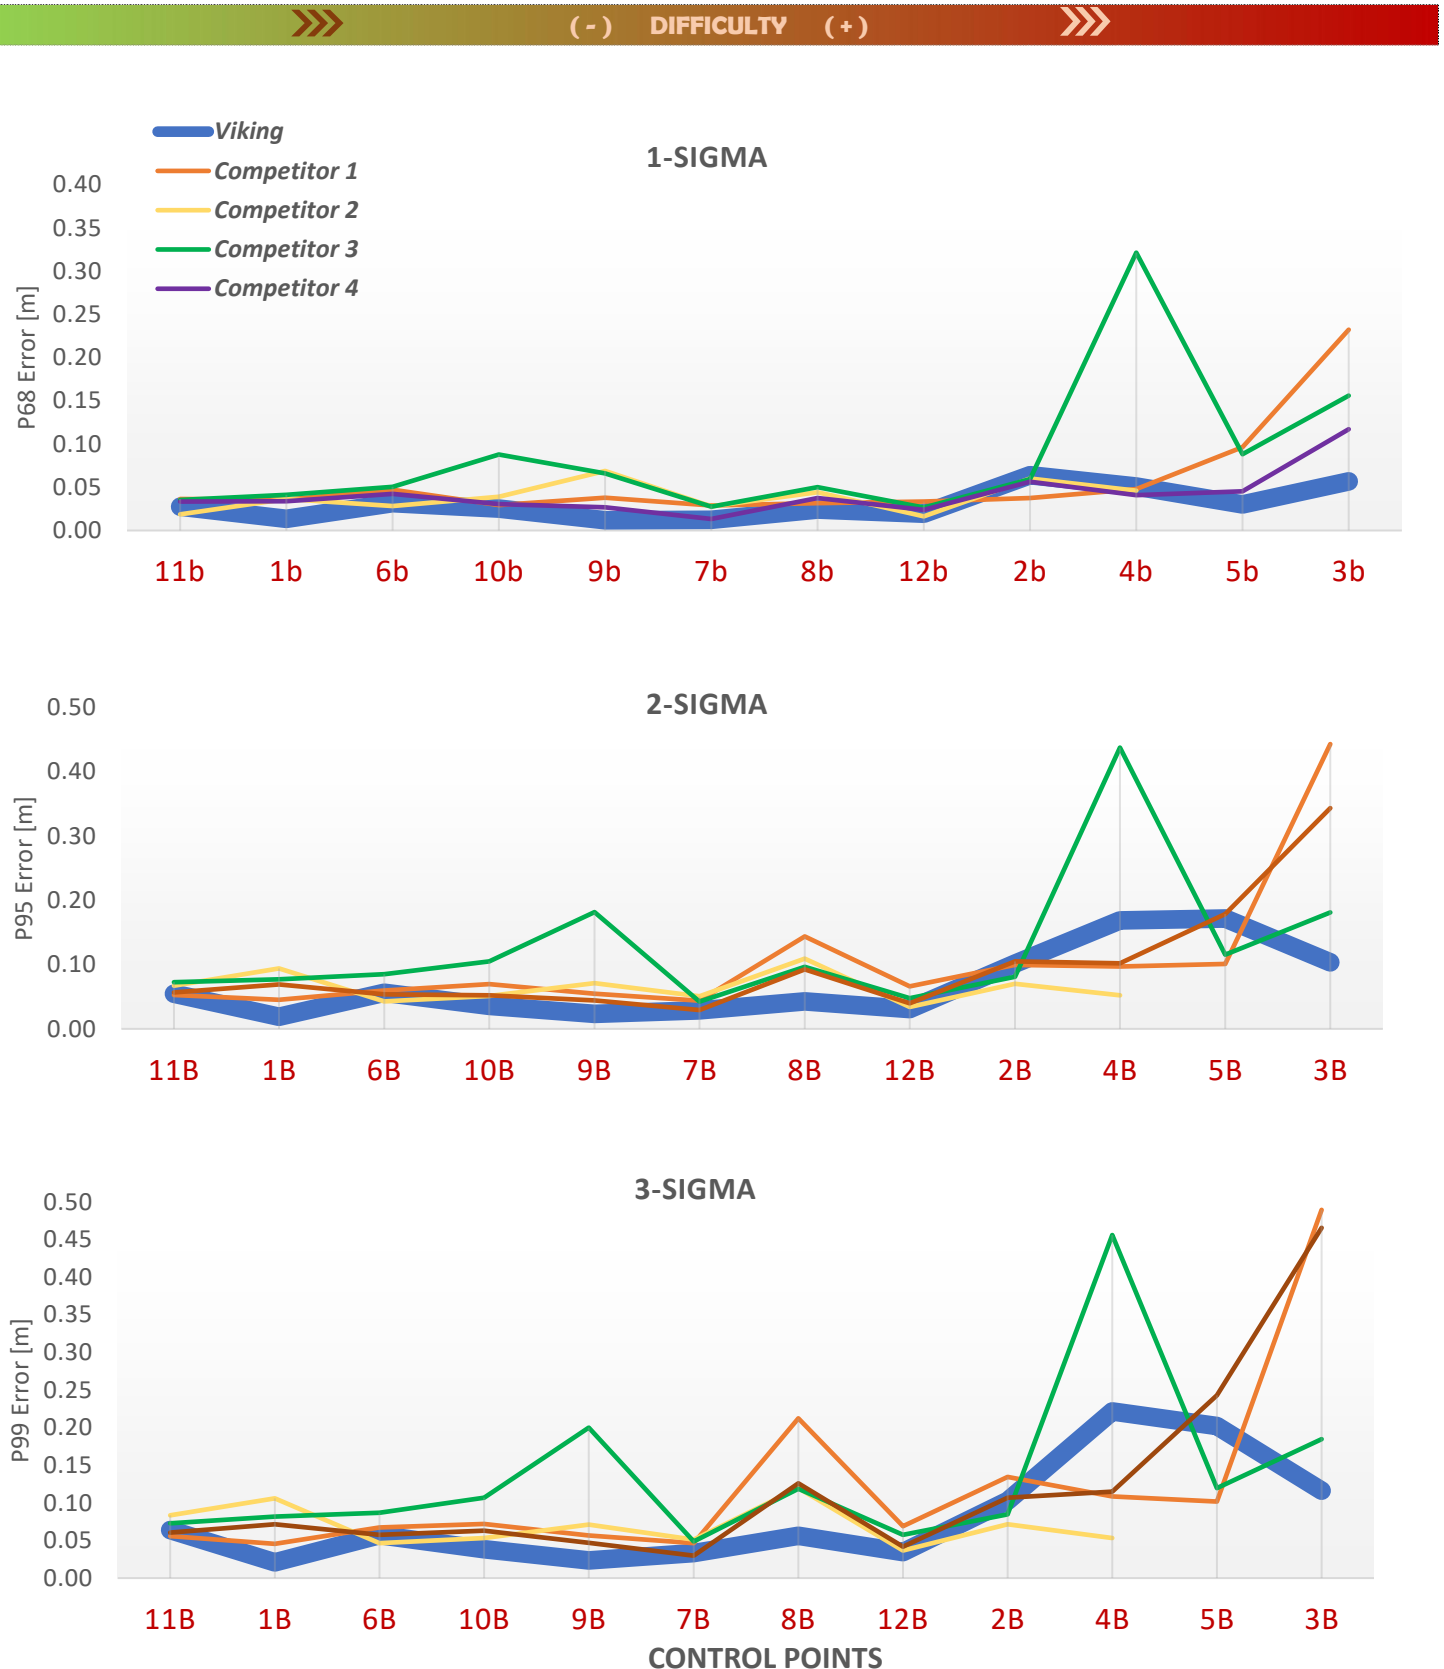 ( - ) DIFFICULTY ( + )
1-SIGMA
Viking
Competitor 1
Competitor 2
Competitor 3
Competitor 4
P68 Error [m]
0.40
0.35
0.30
0.25
0.20
0.15
0.10
0.05
0.00
11b 1b 6b 10b 9b 7b 8b 12b 2b 4b 5b 3b
2-SIGMA
P95 Error [m]
0.50
0.40
0.30
0.20
0.10
0.00
11B 1B 6B 10B 9B 7B 8B 12B 2B 4B 5B 3B
3-SIGMA
P99 Error [m]
0.50
0.45
0.40
0.35
0.30
0.25
0.20
0.15
0.10
0.05
0.00
11B 1B 6B 10B 9B 7B 8B 12B 2B 4B 5B 3B
CONTROL POINTS